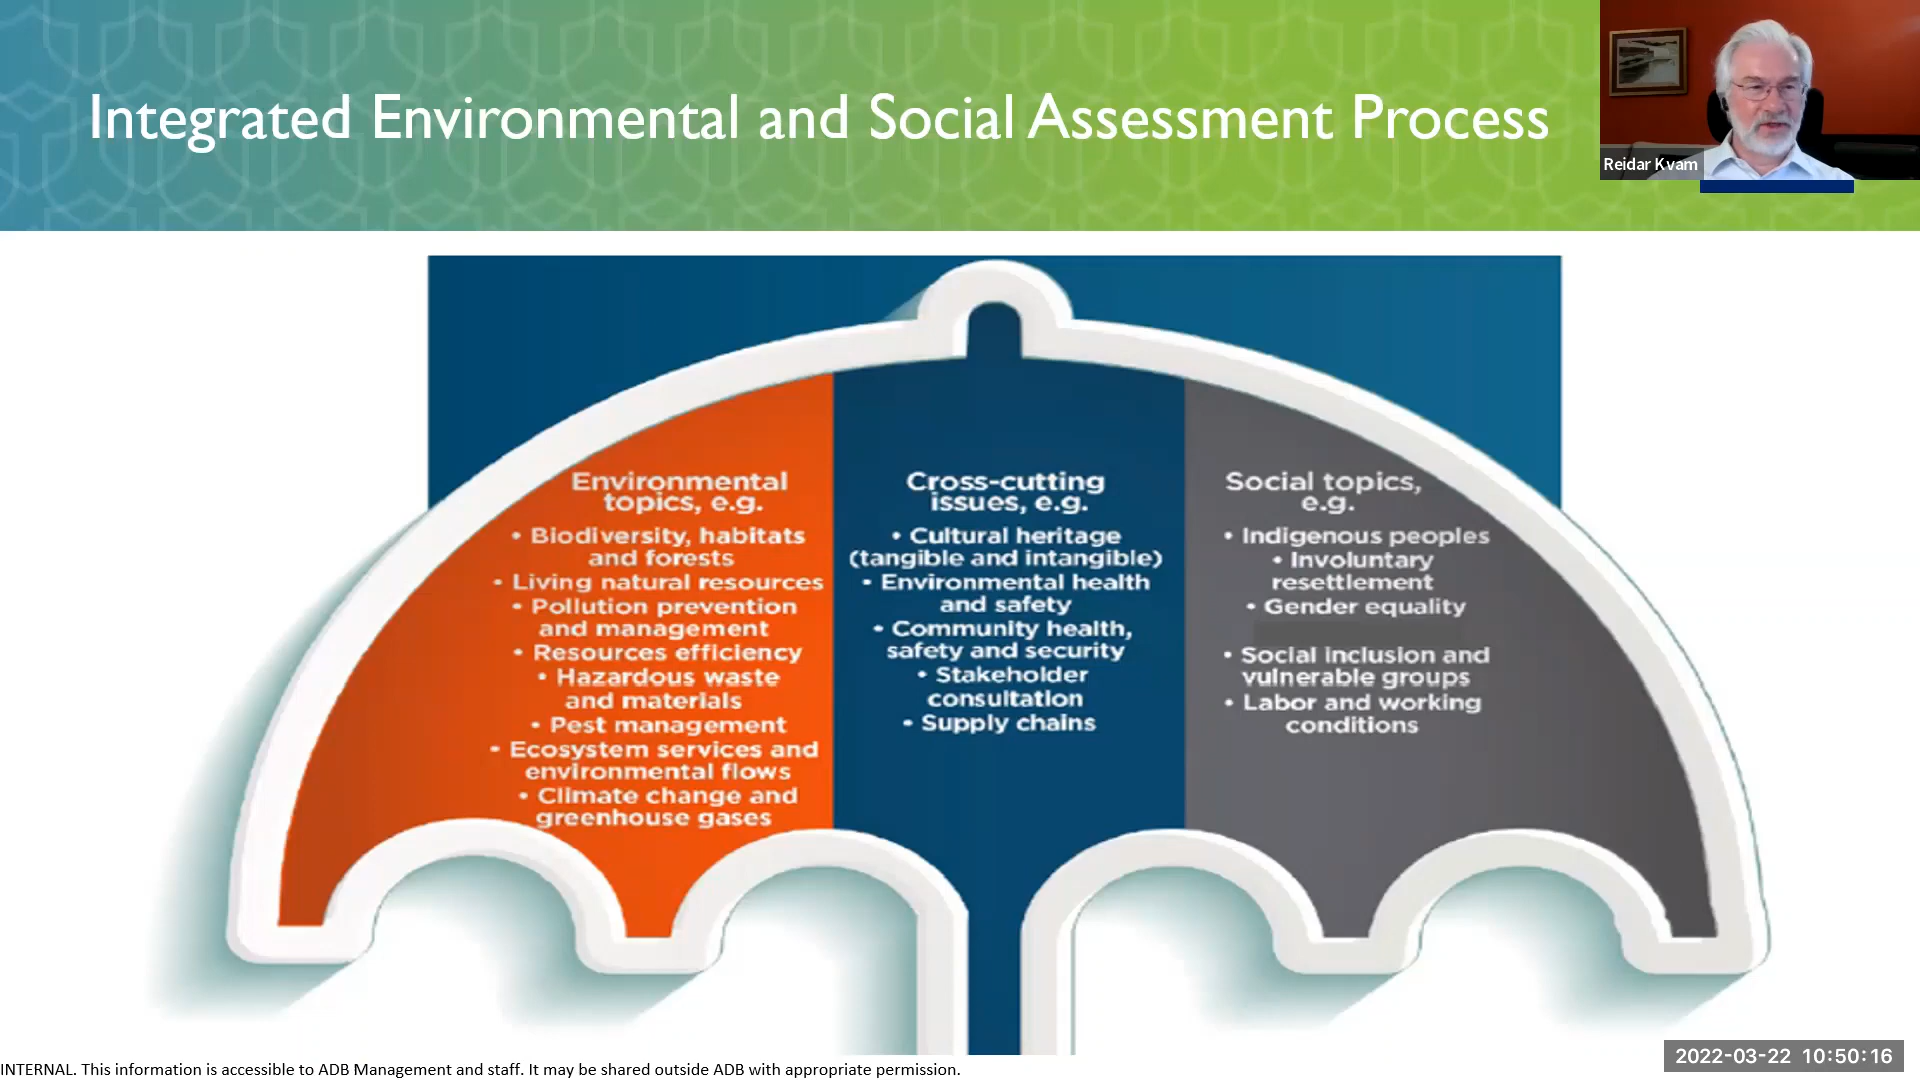 Integrated Environmental and Social Assessment Process
Reidar Kvam
Environmental
topics, e.g.
• Biodiversity, habitats
and forests
• Living natural resources
• Pollution prevention
and management
• Resources efficiency
• Hazardous waste
and materials
• Pest management
• Ecosystem services and
environmental flows
• Climate change and
greenhouse gases
Cross-cutting
issues, e.g.
• Cultural heritage
(tangible and intangible)
• Environmental health
and safety
• Community health,
safety and security
• Stakeholder
consultation
• Supply chains
Social topics,
e.g.
• Indigenous peoples
• Involuntary
resettlement
• Gender equality
• Social inclusion and
vulnerable groups
• Labor and working
conditions
INTERNAL. This information is accessible to ADB Management and staff. It may be shared outside ADB with appropriate permission.
2022-03-22 10:50:16